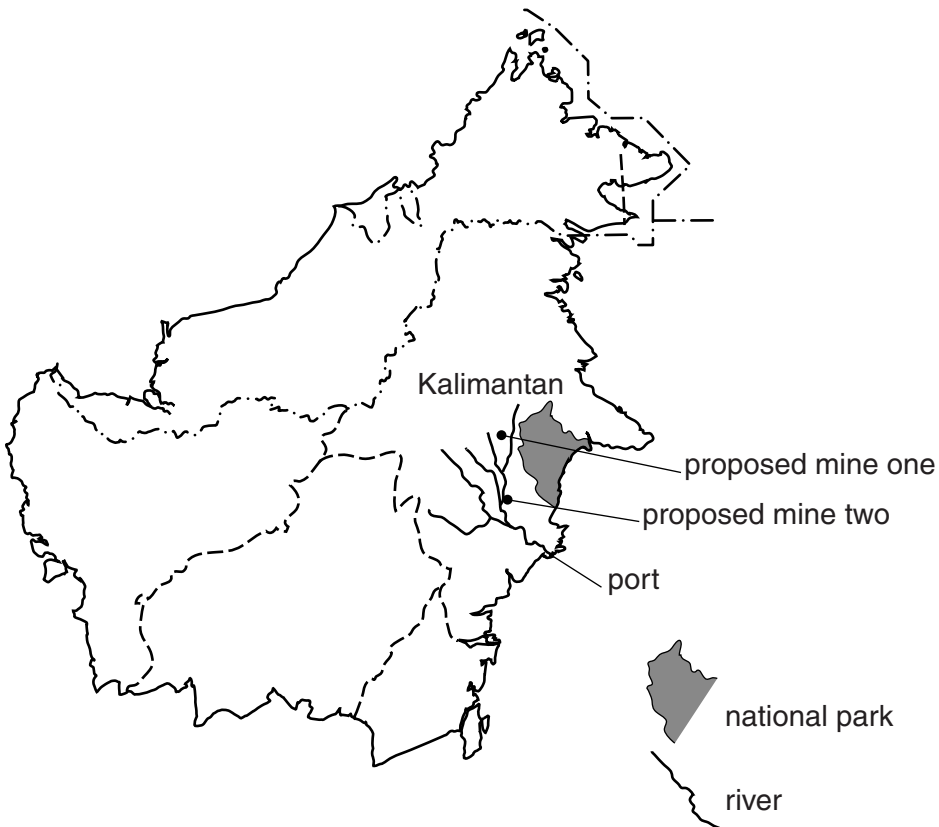 Kalimantan
proposed mine one
proposed mine two
port
national park
river